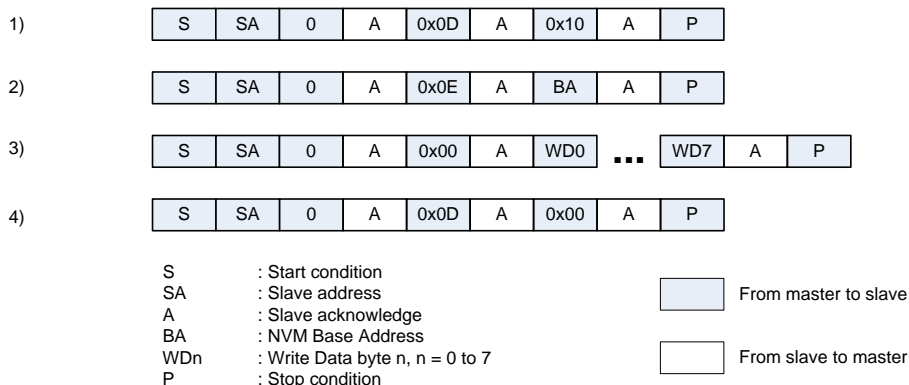 1) S SA 0 A 0x0D A 0x10 A P
2) S SA 0 A 0x0E A BA A P
3) S SA 0 A 0x00 A WD0 ... WD7 A P
4) S SA 0 A 0x0D A 0x00 A P
S : Start condition
SA : Slave address
A : Slave acknowledge
BA : NVM Base Address
WDn : Write Data byte n, n = 0 to 7
P : Stop condition
From master to slave
From slave to master